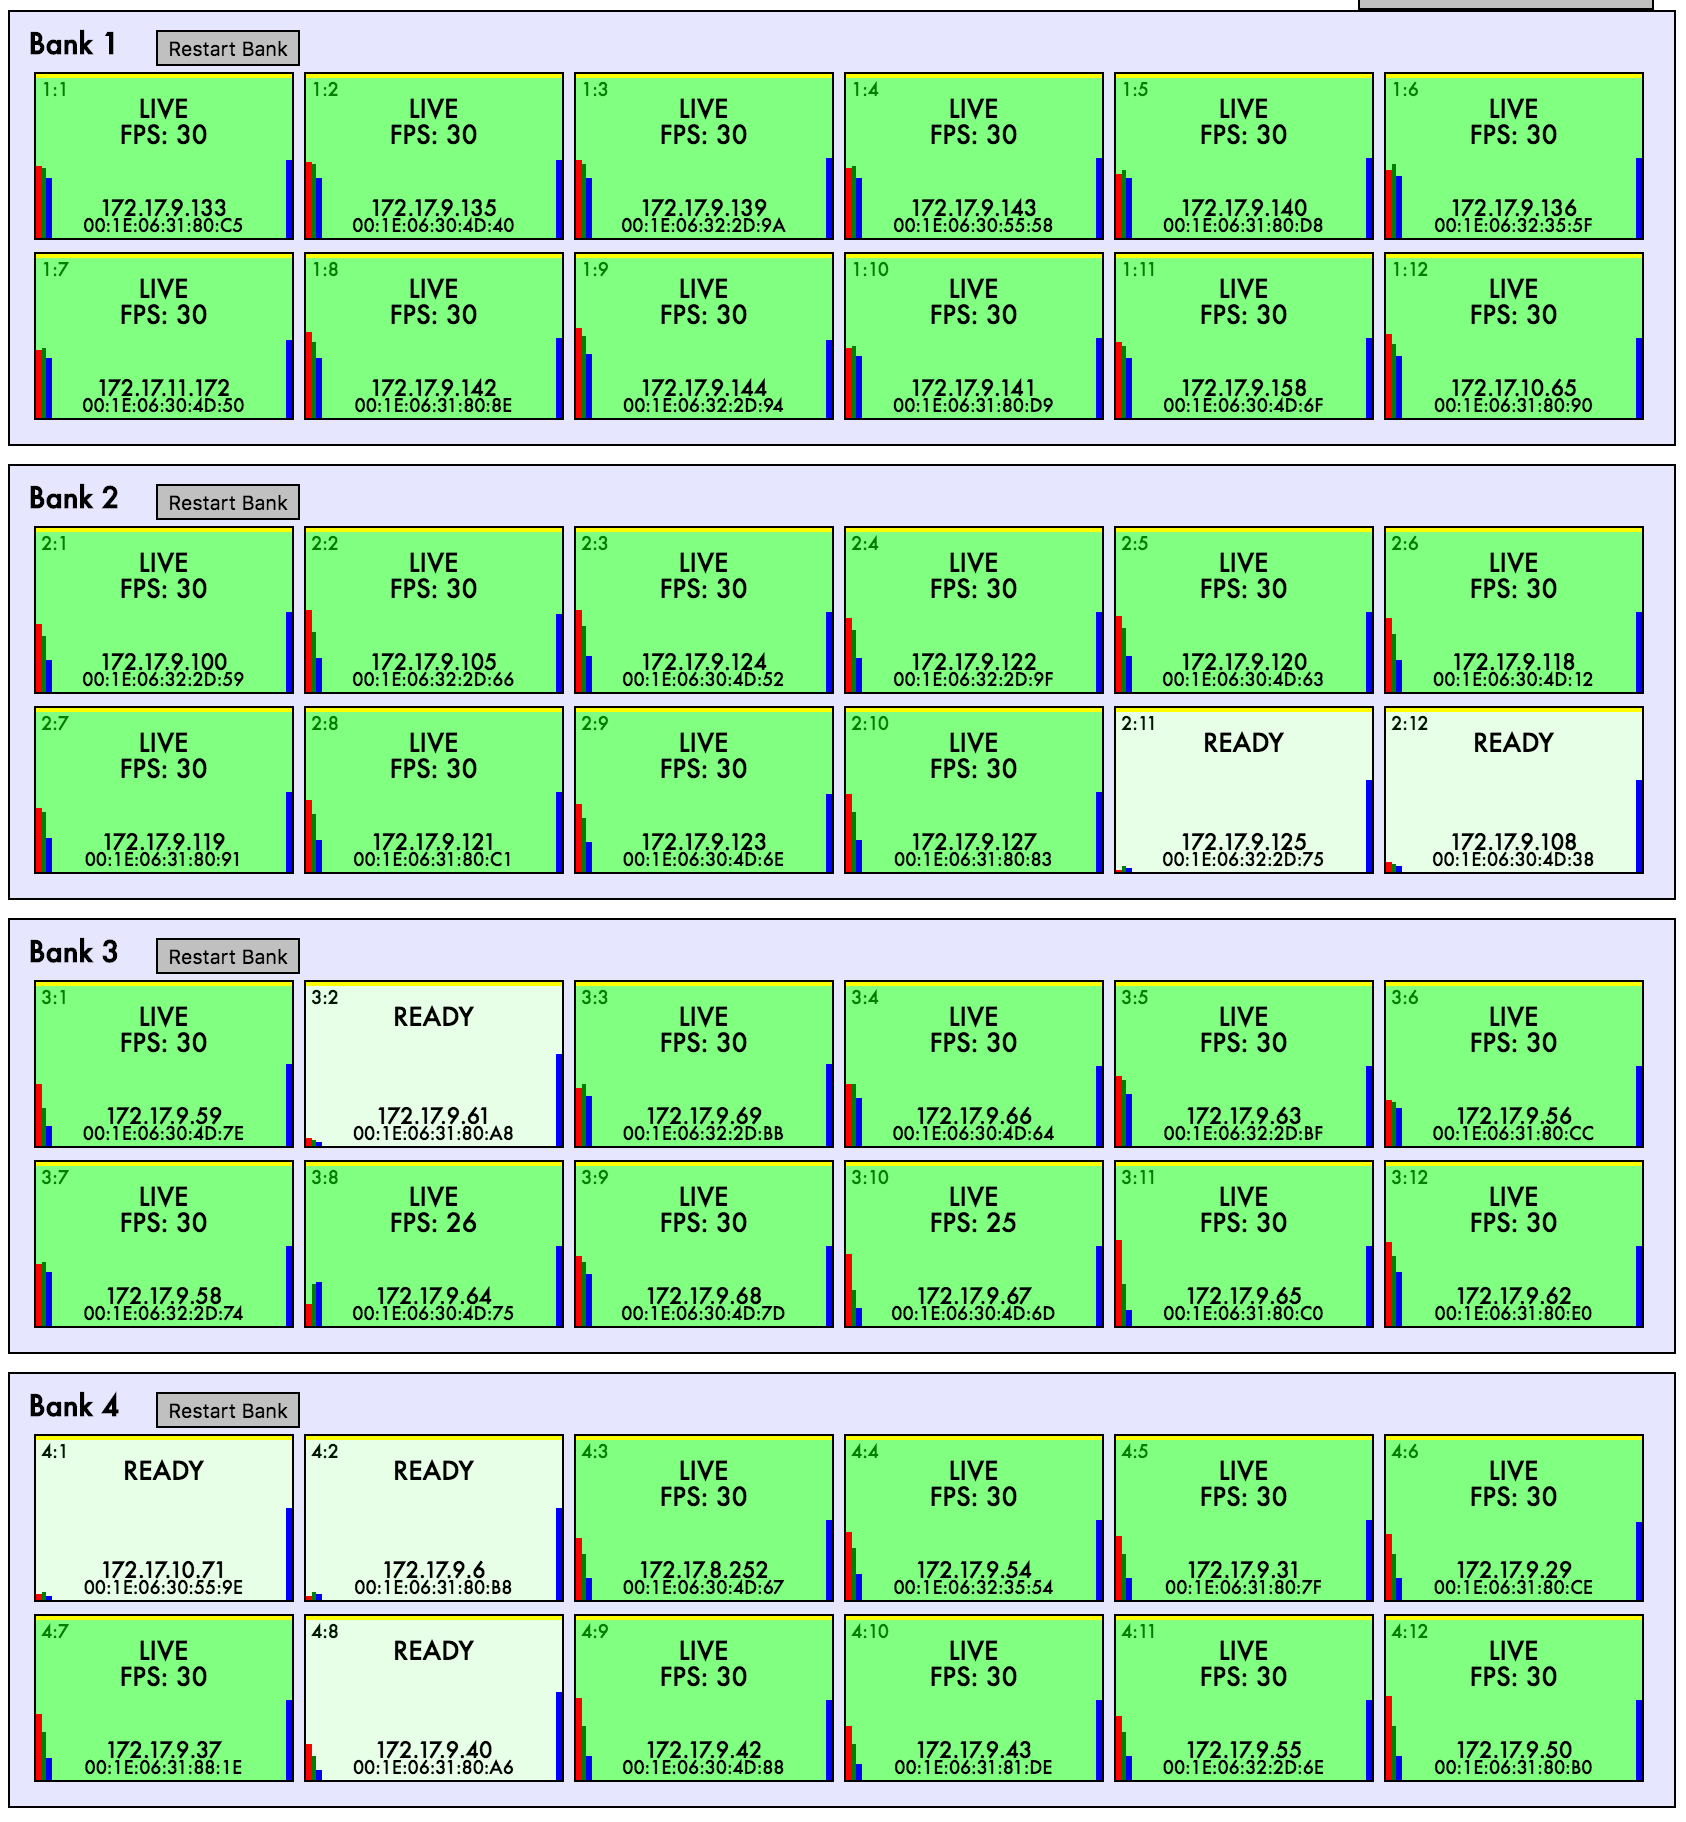 Bank 1 Restart Bank
1:1 1:2 1:3 1:4 1:5 1:6
LIVE LIVE LIVE LIVE LIVE LIVE
FPS: 30 FPS: 30 FPS: 30 FPS: 30 FPS: 30 FPS: 30
172.17.9.133 172.17.9.135 172.17.9.139 172.17.9.143 172.17.9.140 172.17.9.136
00:1E:06:31:80:C5 00:1E:06:30:4D:40 00:1E:06:32:2D:9A 00:1E:06:30:55:58 00:1E:06:31:80:D8 00:1E:06:32:35:5F
1:7 1:8 1:9 1:10 1:11 1:12
LIVE LIVE LIVE LIVE LIVE LIVE
FPS: 30 FPS: 30 FPS: 30 FPS: 30 FPS: 30 FPS: 30
172.17.11.172 172.17.9.142 172.17.9.144 172.17.9.141 172.17.9.158 172.17.10.65
00:1E:06:30:4D:50 00:1E:06:31:80:8E 00:1E:06:32:2D:94 00:1E:06:31:80:D9 00:1E:06:30:4D:6F 00:1E:06:31:80:90
Bank 2 Restart Bank
2:1 2:2 2:3 2:4 2:5 2:6
LIVE LIVE LIVE LIVE LIVE LIVE
FPS: 30 FPS: 30 FPS: 30 FPS: 30 FPS: 30 FPS: 30
172.17.9.100 172.17.9.105 172.17.9.124 172.17.9.122 172.17.9.120 172.17.9.118
00:1E:06:32:2D:59 00:1E:06:32:2D:66 00:1E:06:30:4D:52 00:1E:06:32:2D:9F 00:1E:06:30:4D:63 00:1E:06:30:4D:12
2:7 2:8 2:9 2:10 2:11 2:12
LIVE LIVE LIVE LIVE READY READY
FPS: 30 FPS: 30 FPS: 30 FPS: 30
172.17.9.119 172.17.9.121 172.17.9.123 172.17.9.127 172.17.9.125 172.17.9.108
00:1E:06:31:80:91 00:1E:06:31:80:C1 00:1E:06:30:4D:6E 00:1E:06:31:80:83 00:1E:06:32:2D:75 00:1E:06:30:4D:38
Bank 3 Restart Bank
3:1 3:2 3:3 3:4 3:5 3:6
LIVE READY LIVE LIVE LIVE LIVE
FPS: 30 FPS: 30 FPS: 30 FPS: 30 FPS: 30
172.17.9.59 172.17.9.61 172.17.9.69 172.17.9.66 172.17.9.63 172.17.9.56
00:1E:06:30:4D:7E 00:1E:06:31:80:A8 00:1E:06:32:2D:BB 00:1E:06:30:4D:64 00:1E:06:32:2D:BF 00:1E:06:31:80:CC
3:7 3:8 3:9 3:10 3:11 3:12
LIVE LIVE LIVE LIVE LIVE LIVE
FPS: 30 FPS: 26 FPS: 30 FPS: 25 FPS: 30 FPS: 30
172.17.9.58 172.17.9.64 172.17.9.68 172.17.9.67 172.17.9.65 172.17.9.62
00:1E:06:32:2D:74 00:1E:06:30:4D:75 00:1E:06:30:4D:7D 00:1E:06:30:4D:6D 00:1E:06:31:80:C0 00:1E:06:31:80:E0
Bank 4 Restart Bank
4:1 4:2 4:3 4:4 4:5 4:6
READY READY LIVE LIVE LIVE LIVE
FPS: 30 FPS: 30 FPS: 30 FPS: 30
172.17.10.71 172.17.9.6 172.17.8.252 172.17.9.54 172.17.9.31 172.17.9.29
00:1E:06:30:55:9E 00:1E:06:31:80:B8 00:1E:06:30:4D:67 00:1E:06:32:35:54 00:1E:06:31:80:7F 00:1E:06:31:80:CE
4:7 4:8 4:9 4:10 4:11 4:12
LIVE READY LIVE LIVE LIVE LIVE
FPS: 30 FPS: 30 FPS: 30 FPS: 30 FPS: 30
172.17.9.37 172.17.9.40 172.17.9.42 172.17.9.43 172.17.9.55 172.17.9.50
00:1E:06:31:88:1E 00:1E:06:31:80:A6 00:1E:06:30:4D:88 00:1E:06:31:81:DE 00:1E:06:32:2D:6E 00:1E:06:31:80:B0